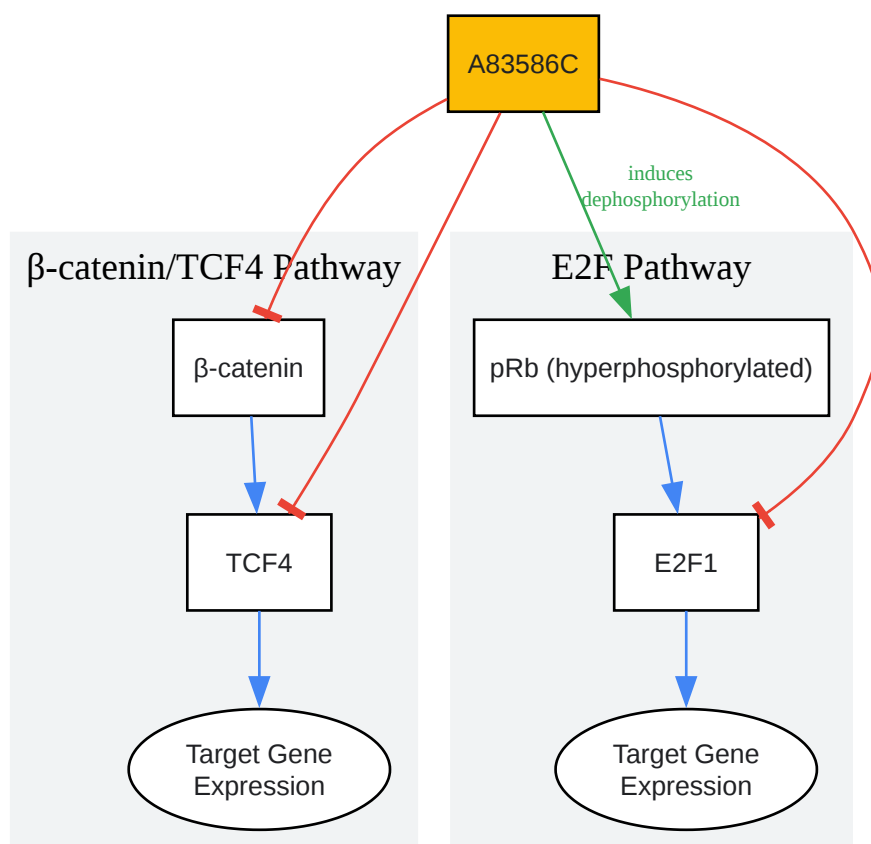 A83586C
induces
dephosphorylation
β-catenin/TCF4 Pathway
E2F Pathway
β-catenin
pRb (hyperphosphorylated)
TCF4
E2F1
Target Gene
Expression
Target Gene
Expression